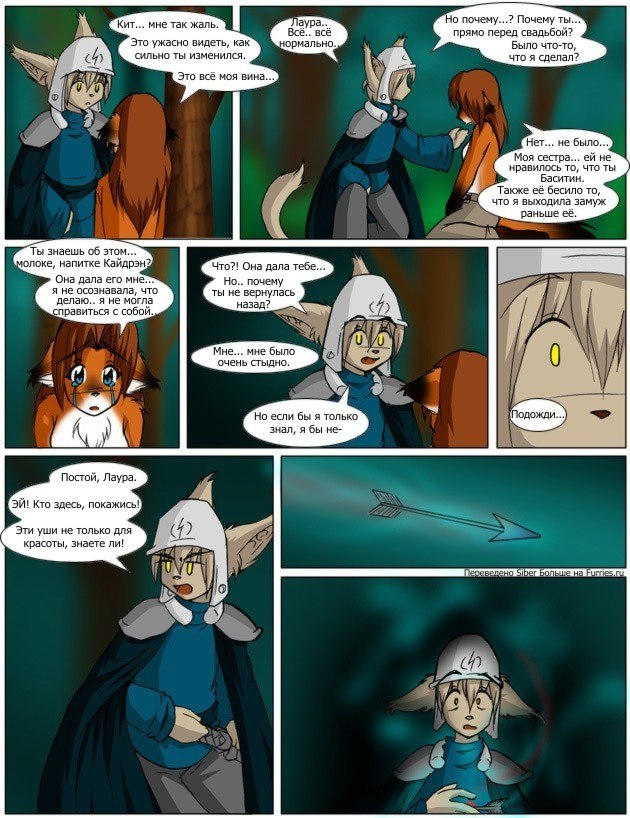 Кит... мне так жаль.
Это ужасно видеть, как
сильно ты изменился.
Это всё моя вина...
Лаура..
Всё.. всё
нормально..
Но почему...? Почему ты...
прямо перед свадьбой?
Было что-то,
что я сделал?
Нет... не было...
Моя сестра... ей не
нравилось то, что ты
Баситин.
Также её бесило то,
что я выходила замуж
раньше её.
Ты знаешь об этом...
молоке, напитке Кайдрэн?
Она дала его мне...
я не осознавала, что
делаю.. я не могла
справиться с собой..
Что?! Она дала тебе...
Но.. почему
ты не вернулась
назад?
Мне... мне было
очень стыдно.
Но если бы я только
знал, я бы не-
Подожди...
Постой, Лаура.
ЭЙ! Кто здесь, покажись!
Эти уши не только для
красоты, знаете ли!
Переведено Siber Больше на Furries.ru